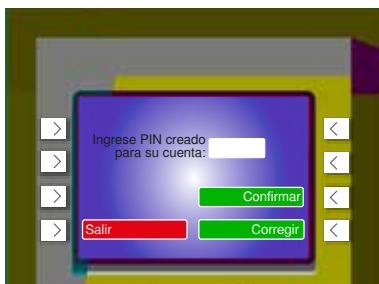 Ingrese PIN creado
para su cuenta:
Confirmar
Salir
Corregir